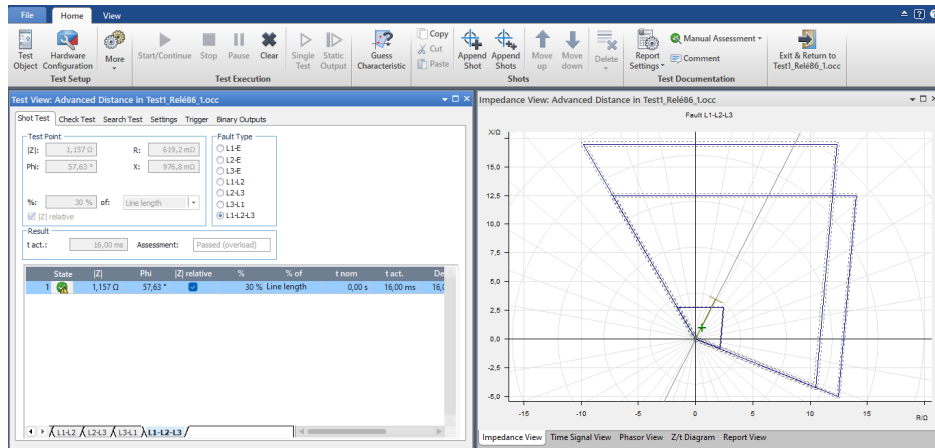 File Home View
Test Object
Hardware Configuration
More
Test Setup
Start/Continue Stop Pause Clear
Single Test
Static Output
Test Execution
Guess Characteristic
Copy
Cut
Paste
Append Shot
Append Shots
Move up
Move down
Delete
Shots
Report Settings
Manual Assessment
Comment
Test Documentation
Exit & Return to Test1_Relé86_1.occ
Test View: Advanced Distance in Test1_Relé86_1.occ
Shot Test Check Test Search Test Settings Trigger Binary Outputs
Test Point
|Z|: 1,157 Ω R: 619,2 mΩ
Phi: 57,63 ° X: 976,8 mΩ
%: 30 % of: Line length
|Z| relative
Fault Type
L1-E
L2-E
L3-E
L1-L2
L2-L3
L3-L1
L1-L2-L3
Result
t act.: 16,00 ms Assessment: Passed (overload)
State |Z| Phi |Z| relative % % of t nom t act. De
1 1,157 Ω 57,63 ° 30 % Line length 0,00 s 16,00 ms 16,0
L1-L2 L2-L3 L3-L1 L1-L2-L3
Impedance View: Advanced Distance in Test1_Relé86_1.occ
Fault L1-L2-L3
X/Ω
15,0
12,5
10,0
7,5
5,0
2,5
0,0
-2,5
-5,0
-15 -10 -5 0 5 10 15
R/Ω
Impedance View Time Signal View Phasor View Z/t Diagram Report View